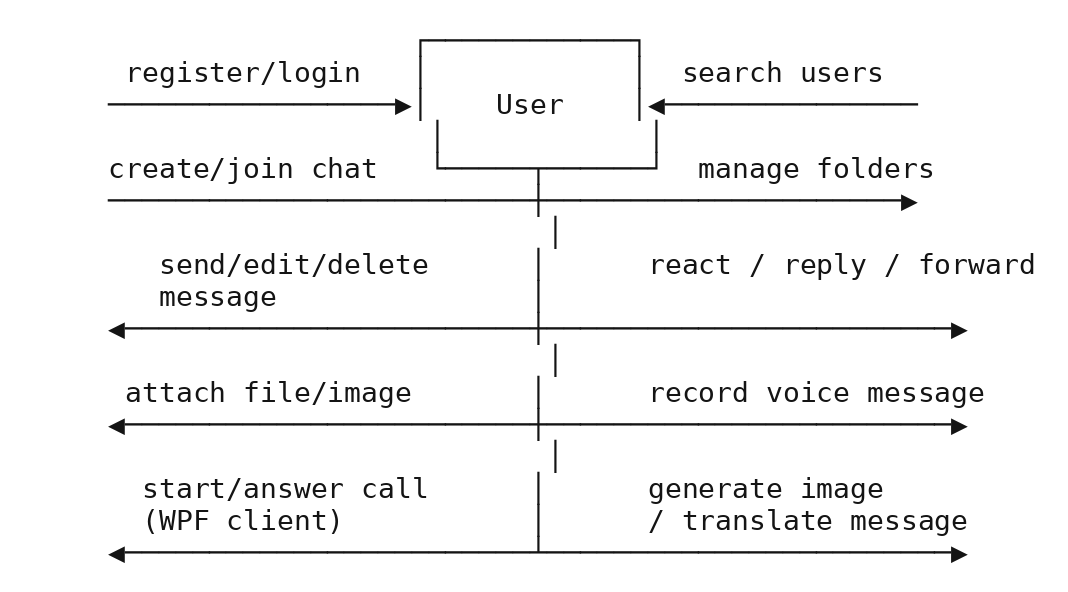 register/login
search users
User
create/join chat
manage folders
send/edit/delete
message
react / reply / forward
attach file/image
record voice message
start/answer call
(WPF client)
generate image
/ translate message